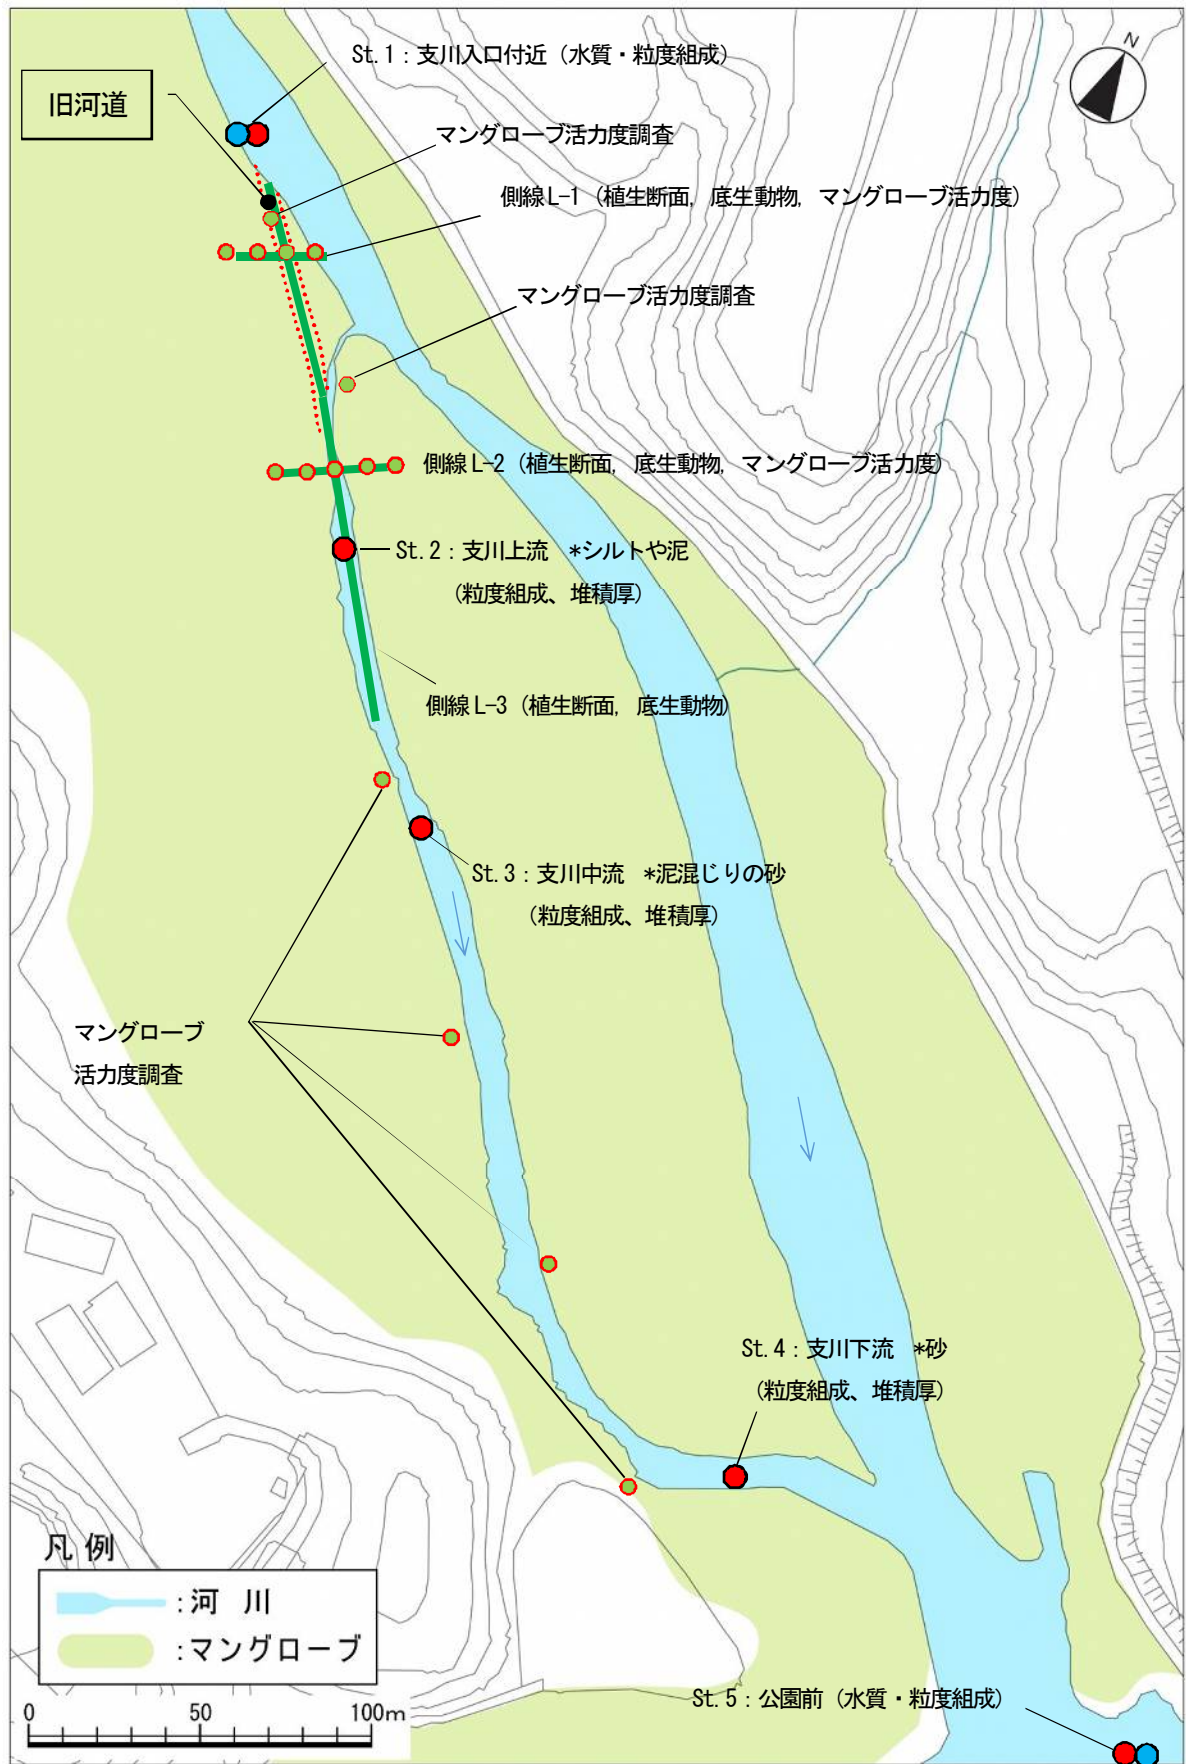 St.1：支川入口付近（水質・粒度組成）
N
旧河道
マングローブ活力度調査
側線L-1（植生断面，底生動物，マングローブ活力度）
マングローブ活力度調査
側線L-2（植生断面，底生動物，マングローブ活力度）
St.2：支川上流　*シルトや泥
（粒度組成、堆積厚）
側線L-3（植生断面，底生動物）
St.3：支川中流　*泥混じりの砂
（粒度組成、堆積厚）
マングローブ
活力度調査
St.4：支川下流　*砂
（粒度組成、堆積厚）
凡 例
：河　川
：マングローブ
0 50 100m
St.5：公園前（水質・粒度組成）